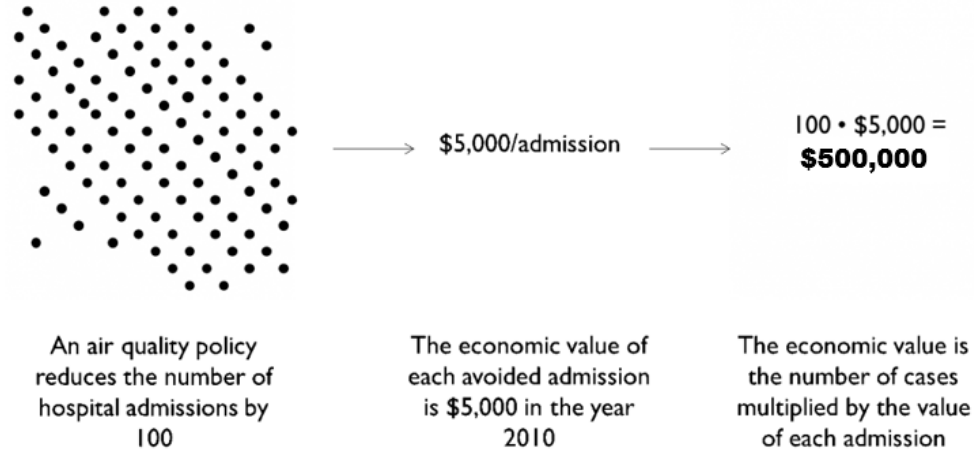 $5,000/admission
100 • $5,000 =
$500,000
An air quality policy
reduces the number of
hospital admissions by
100
The economic value of
each avoided admission
is $5,000 in the year
2010
The economic value is
the number of cases
multiplied by the value
of each admission